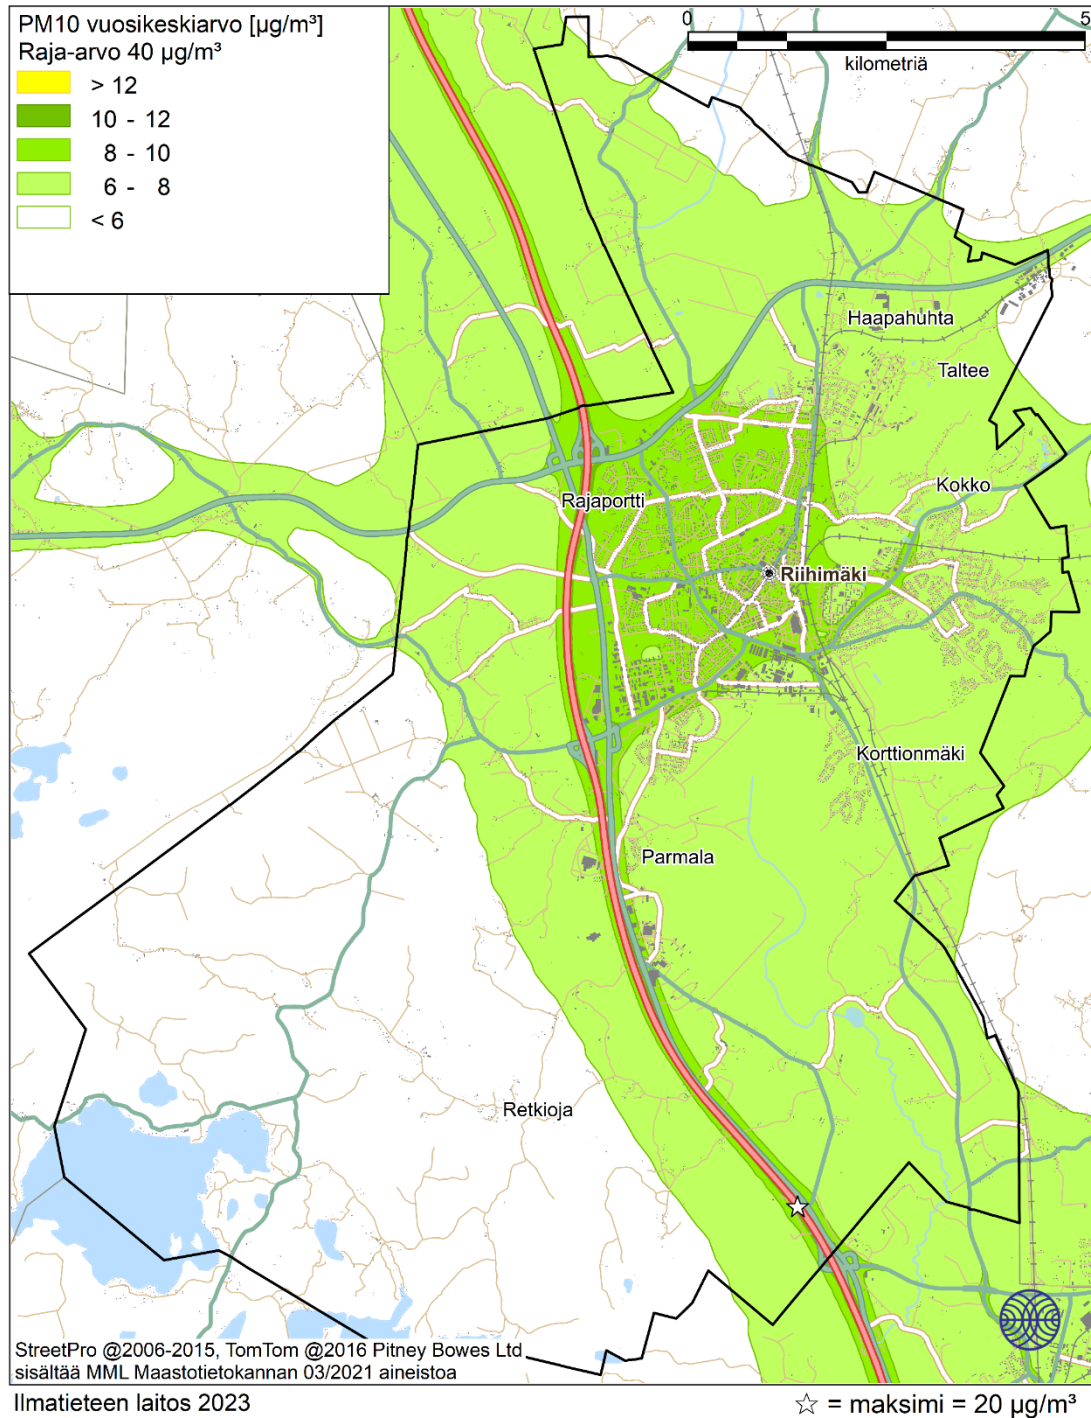 PM10 vuosikeskiarvo [µg/m³]
Raja-arvo 40 µg/m³
> 12
10 - 12
8 - 10
6 - 8
< 6
0 5
kilometriä
Haapahuhta
Taltee
Kokko
Rajaportti
Riihimäki
Korttionmäki
Parmala
Retkioja
StreetPro @2006-2015, TomTom @2016 Pitney Bowes Ltd
sisältää MML Maastotietokannan 03/2021 aineistoa
Ilmatieteen laitos 2023
☆ = maksimi = 20 µg/m³